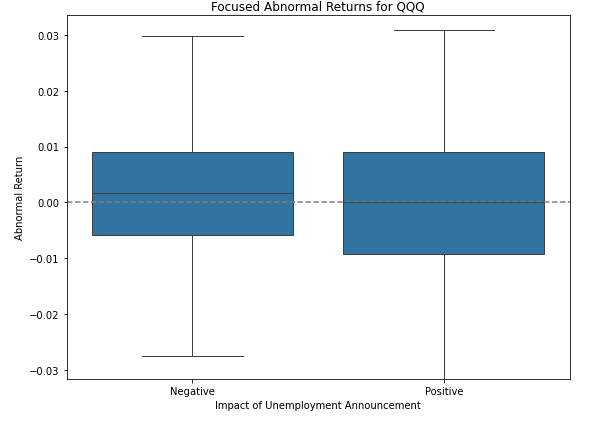 Focused Abnormal Returns for QQQ
0.03
0.02
0.01
0.00
−0.01
−0.02
−0.03
Abnormal Return
Negative
Positive
Impact of Unemployment Announcement